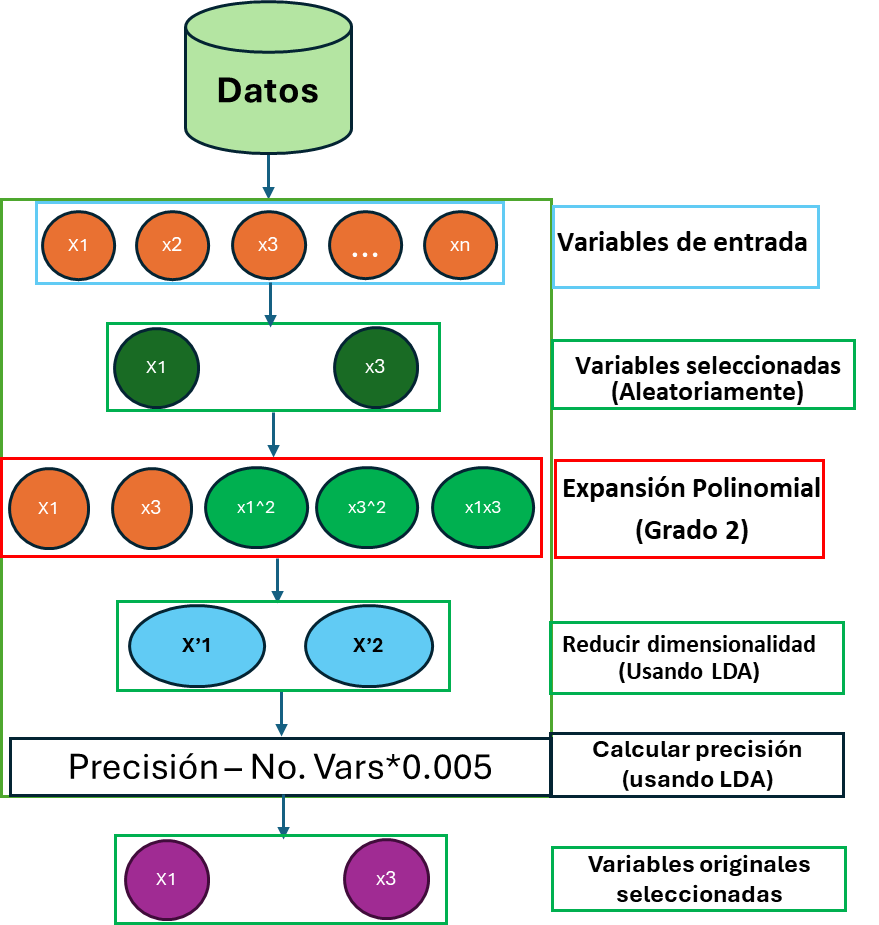 Datos
X1 x2 x3 ... xn
Variables de entrada
X1 x3
Variables seleccionadas
(Aleatoriamente)
X1 x3 x1^2 x3^2 x1x3
Expansión Polinomial
(Grado 2)
X’1 X’2
Reducir dimensionalidad
(Usando LDA)
Precisión – No. Vars*0.005
Calcular precisión
(usando LDA)
X1 x3
Variables originales
seleccionadas